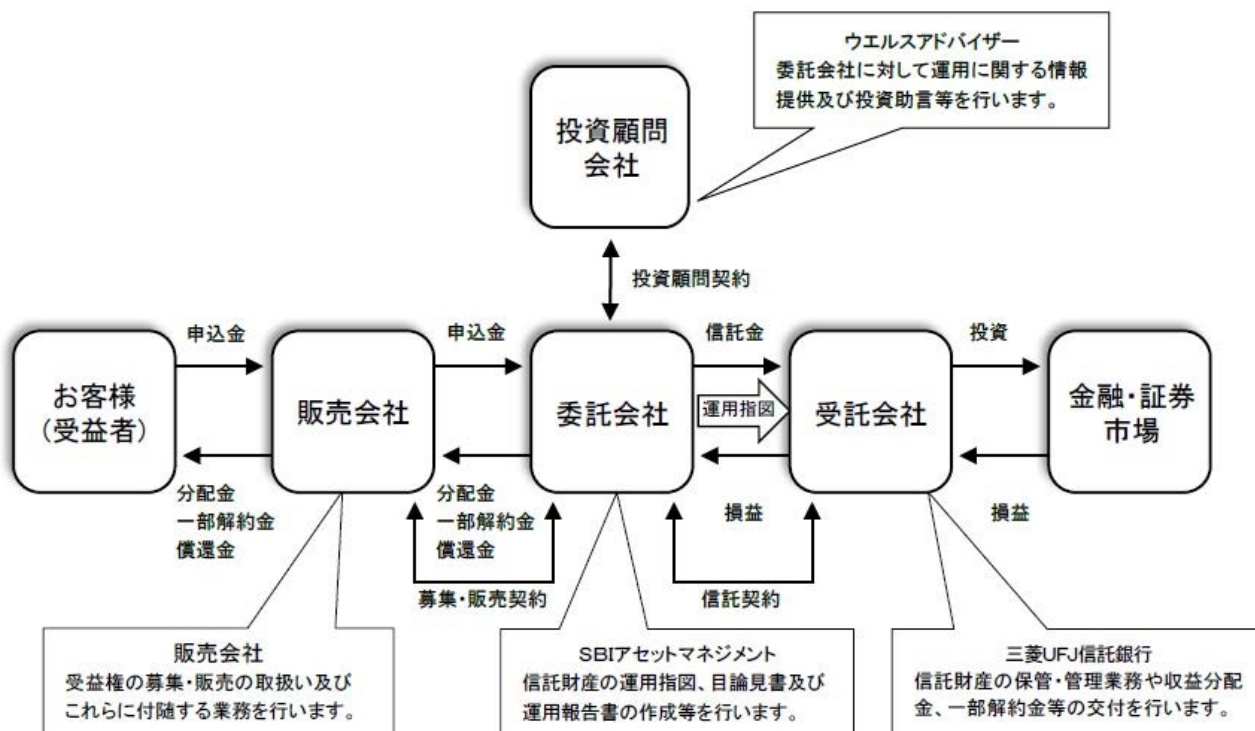 ウエルスアドバイザー
委託会社に対して運用に関する情報
提供及び投資助言等を行います。
投資顧問
会社
投資顧問契約
申込金
申込金
信託金
投資
お客様
（受益者）
販売会社
委託会社
運用指図
受託会社
金融・証券
市場
分配金
一部解約金
償還金
分配金
一部解約金
償還金
損益
損益
募集・販売契約
信託契約
販売会社
受益権の募集・販売の取扱い及び
これらに付随する業務を行います。
SBIアセットマネジメント
信託財産の運用指図、目論見書及び
運用報告書の作成等を行います。
三菱UFJ信託銀行
信託財産の保管・管理業務や収益分配
金、一部解約金等の交付を行います。